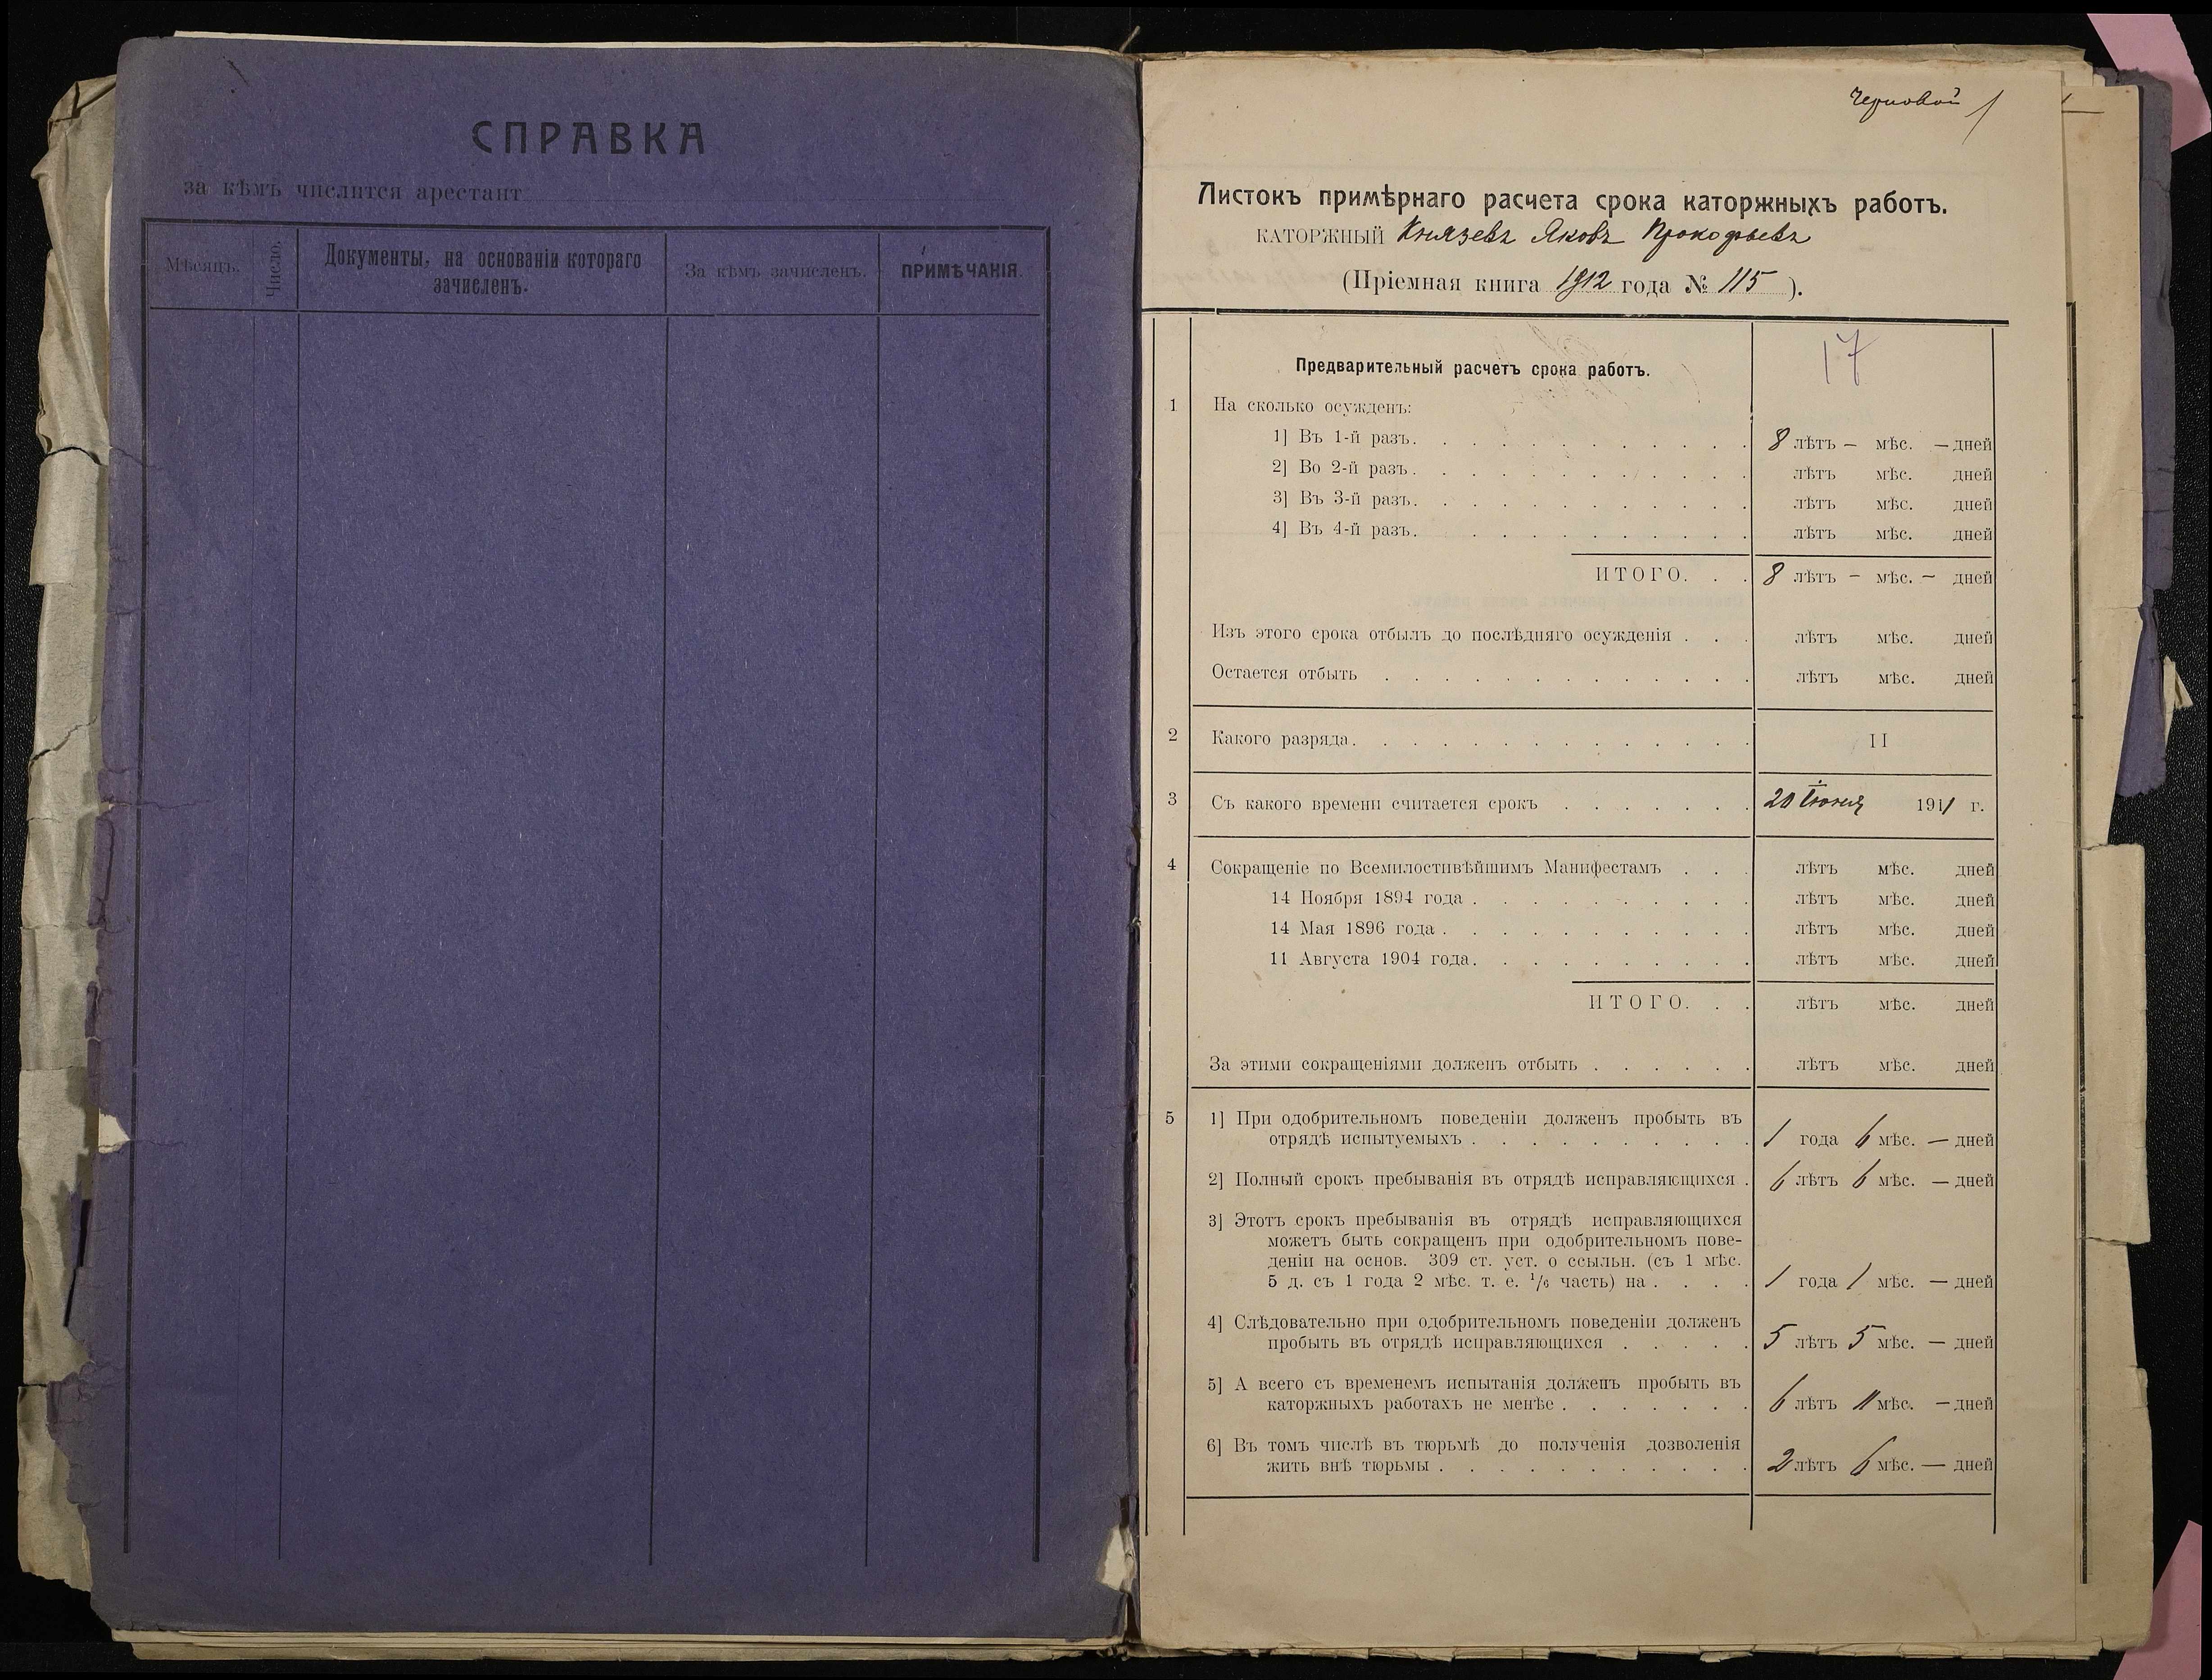 СПРАВКА
за кѣмъ числится арестант
Мѣсяцъ.
Число.
Документы, на основаніи котораго
зачисленъ.
За кѣмъ зачисленъ.
ПРИМѢЧАНІЯ.
Черновой
Листокъ примѣрнаго расчета срока каторжныхъ работъ.
КАТОРЖНЫЙ Князевъ Яковъ Прокофьевъ
(Пріемная книга 1912 года № 115 ).
17
Предварительный расчетъ срока работъ.
1 На сколько осужденъ:
1] Въ 1-й разъ. 8 лѣтъ — мѣс. — дней
2] Во 2-й разъ. лѣтъ мѣс. дней
3] Въ 3-й разъ. лѣтъ мѣс. дней
4] Въ 4-й разъ. лѣтъ мѣс. дней
ИТОГО. . . 8 лѣтъ — мѣс. — дней
Изъ этого срока отбылъ до послѣдняго осужденія . . . лѣтъ мѣс. дней
Остается отбыть лѣтъ мѣс. дней
2 Какого разряда. II
3 Съ какого времени считается срокъ 20 Іюня 1911 г.
4 Сокращеніе по Всемилостивѣйшимъ Манифестамъ . . . лѣтъ мѣс. дней
14 Ноября 1894 года . лѣтъ мѣс. дней
14 Мая 1896 года . лѣтъ мѣс. дней
11 Августа 1904 года. лѣтъ мѣс. дней
ИТОГО. . . лѣтъ мѣс. дней
За этими сокращеніями долженъ отбыть лѣтъ мѣс. дней
5 1] При одобрительномъ поведеніи долженъ пробыть въ
отрядѣ испытуемыхъ . 1 года 6 мѣс. — дней
2] Полный срокъ пребыванія въ отрядѣ исправляющихся . 6 лѣтъ 6 мѣс. — дней
3] Этотъ срокъ пребыванія въ отрядѣ исправляющихся
можетъ быть сокращенъ при одобрительномъ пове-
деніи на основ. 309 ст. уст. о ссыльн. (съ 1 мѣс.
5 д. съ 1 года 2 мѣс. т. е. 1/6 часть) на . . . . 1 года 1 мѣс. — дней
4] Слѣдовательно при одобрительномъ поведеніи долженъ
пробыть въ отрядѣ исправляющихся . . . . . 5 лѣтъ 5 мѣс. — дней
5] А всего съ временемъ испытанія долженъ пробыть въ
каторжныхъ работахъ не менѣе . 6 лѣтъ 11 мѣс. — дней
6] Въ томъ числѣ въ тюрьмѣ до полученія дозволенія
жить внѣ тюрьмы . 2 лѣтъ 6 мѣс. — дней